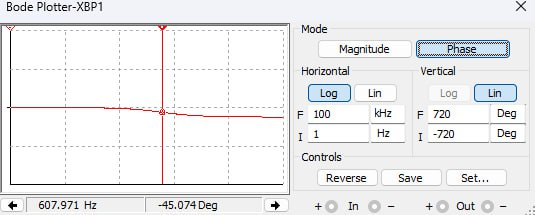 Bode Plotter-XBP1
Mode
Magnitude Phase
Horizontal Vertical
Log Lin Log Lin
F 100 kHz F 720 Deg
I 1 Hz I -720 Deg
Controls
Reverse Save Set...
607.971 Hz -45.074 Deg
+ In − + Out −